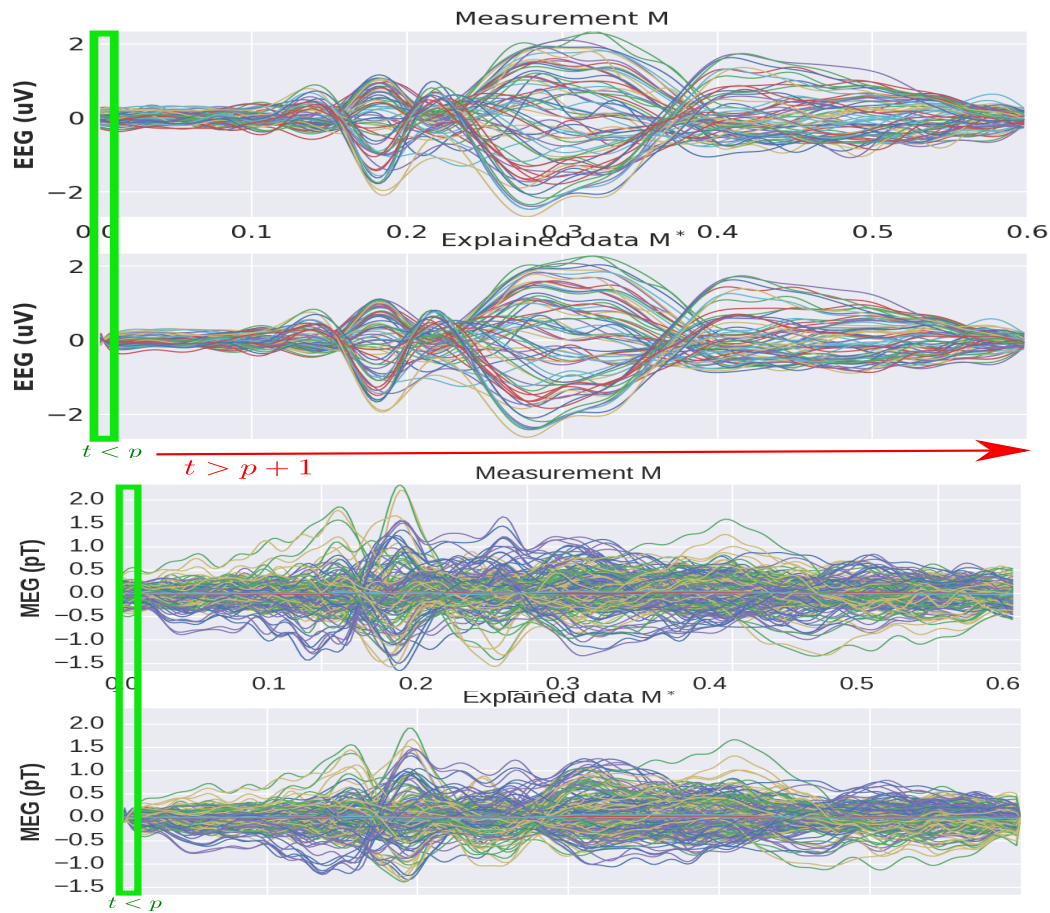 Measurement M
EEG (uV)
2
0
−2
0.0 0.1 0.2 0.3 0.4 0.5 0.6
Explained data M*
EEG (uV)
2
0
−2
t < p
t > p + 1
Measurement M
MEG (pT)
2.0
1.5
1.0
0.5
0.0
−0.5
−1.0
−1.5
0.0 0.1 0.2 0.3 0.4 0.5 0.6
Explained data M*
MEG (pT)
2.0
1.5
1.0
0.5
0.0
−0.5
−1.0
−1.5
t < p